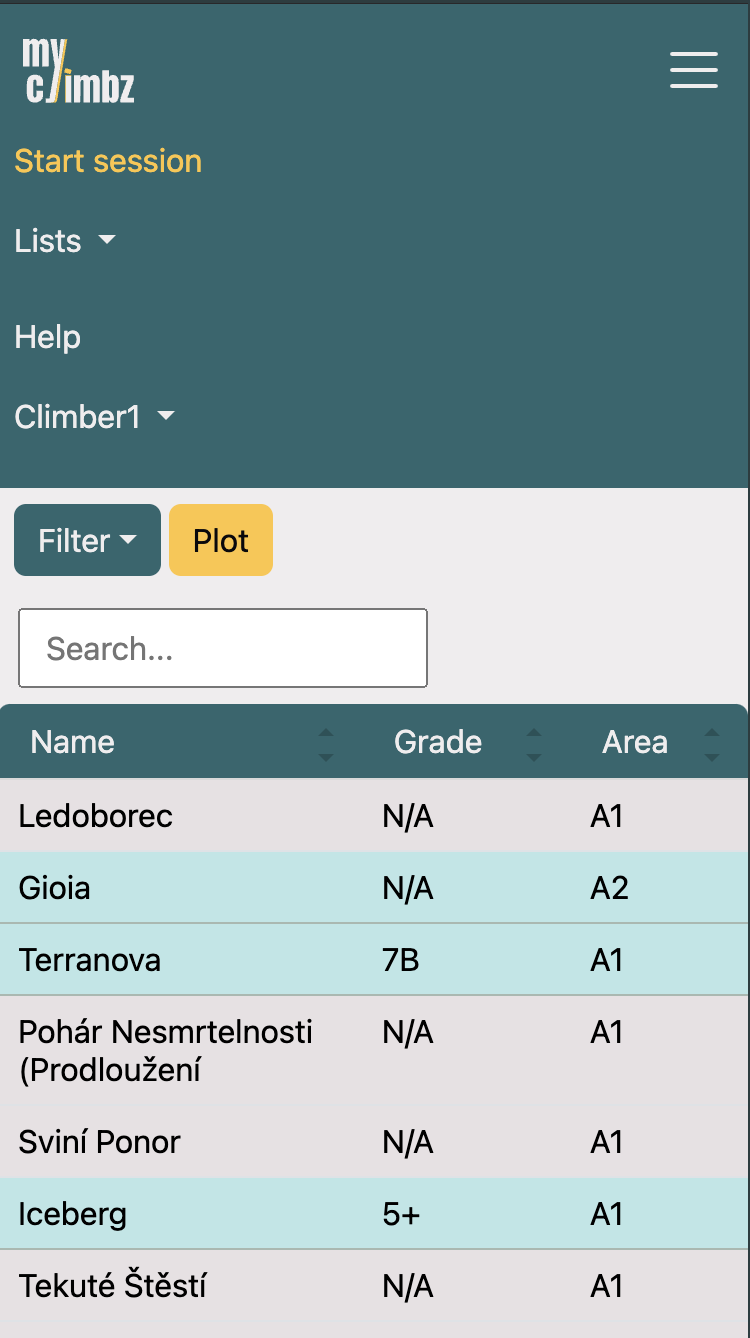 my
climbz
Start session
Lists
Help
Climber1
Filter Plot
Search...
Name Grade Area
Ledoborec N/A A1
Gioia N/A A2
Terranova 7B A1
Pohár Nesmrtelnosti N/A A1
(Prodloužení
Sviní Ponor N/A A1
Iceberg 5+ A1
Tekuté Štěstí N/A A1